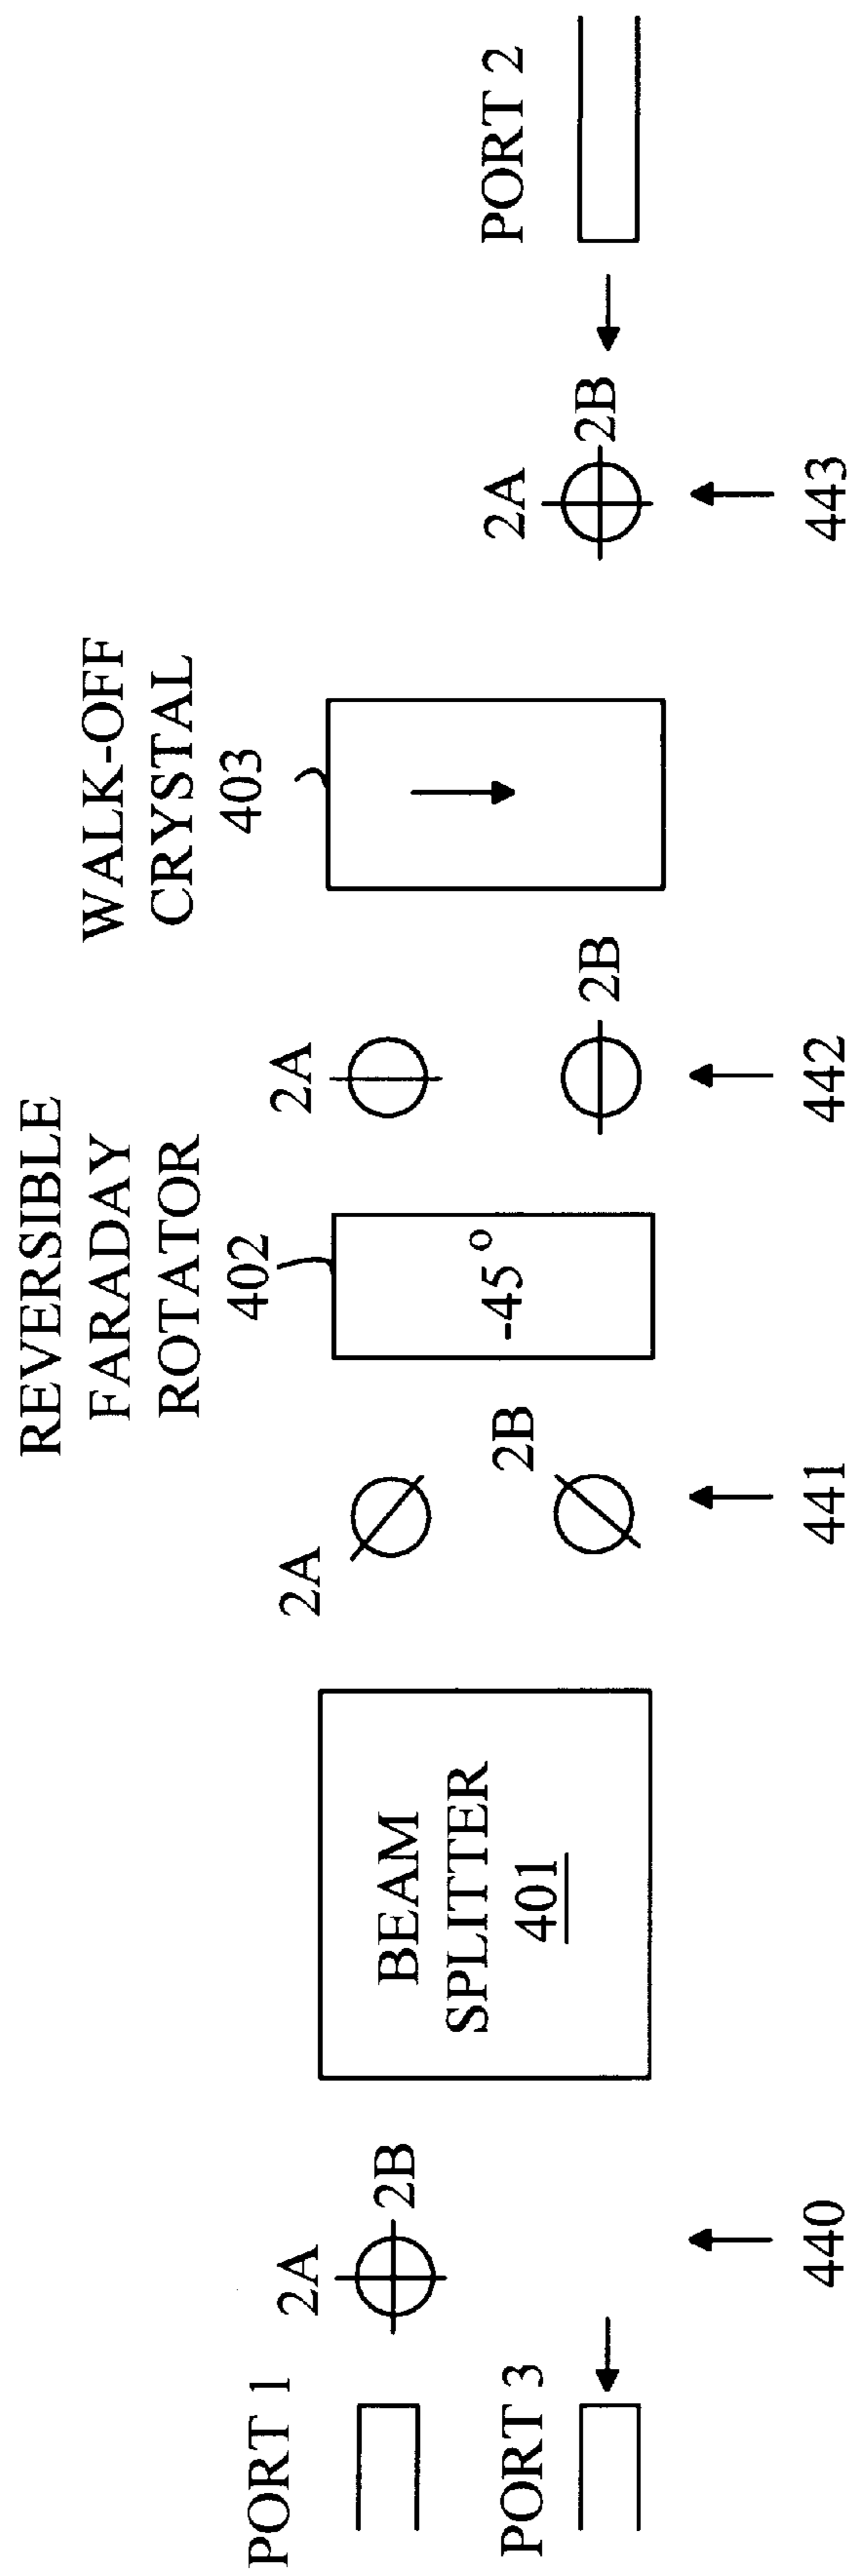 REVERSIBLE
FARADAY
ROTATOR
402
WALK-OFF
CRYSTAL
403
PORT 1
2A
2B
BEAM
SPLITTER
401
2A
2B
-45°
2A
2B
2A
2B
PORT 2
PORT 3
440
441
442
443